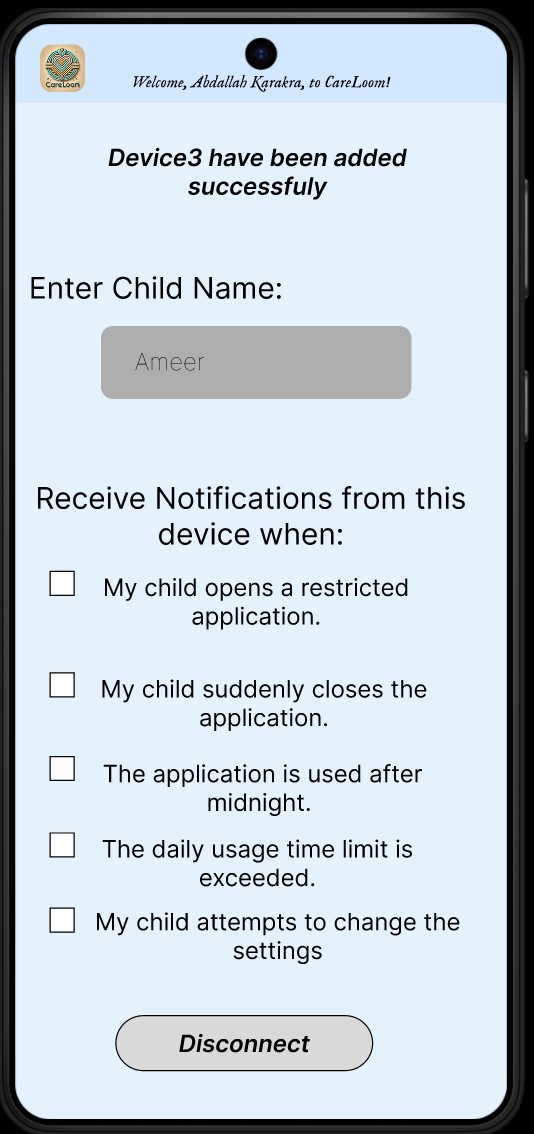 CareLoom
Welcome, Abdallah Karakra, to CareLoom!
Device3 have been added
successfuly
Enter Child Name:
Ameer
Receive Notifications from this
device when:
My child opens a restricted
application.
My child suddenly closes the
application.
The application is used after
midnight.
The daily usage time limit is
exceeded.
My child attempts to change the
settings
Disconnect